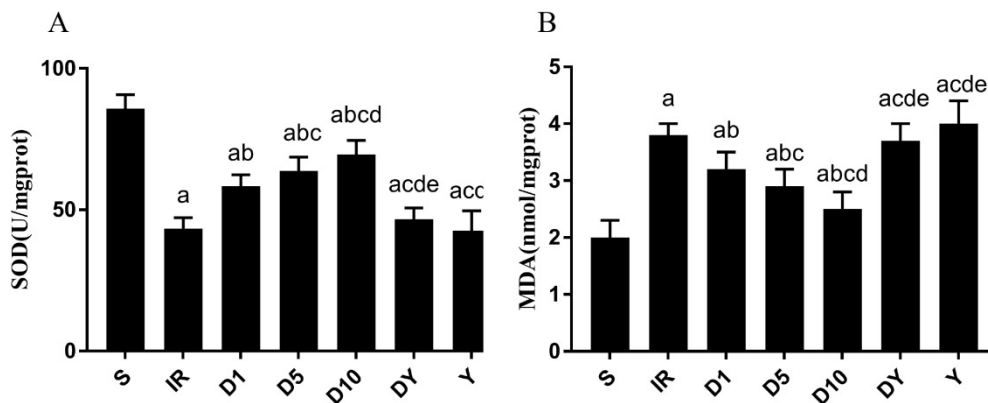 A
SOD(U/mgprot)
100
50
0
a
ab
abc
abcd
acde
S
IR
D1
D5
D10
DY
Y
B
MDA(nmol/mgprot)
5
4
3
2
1
0
a
ab
abc
abcd
acde
acde
S
IR
D1
D5
D10
DY
Y